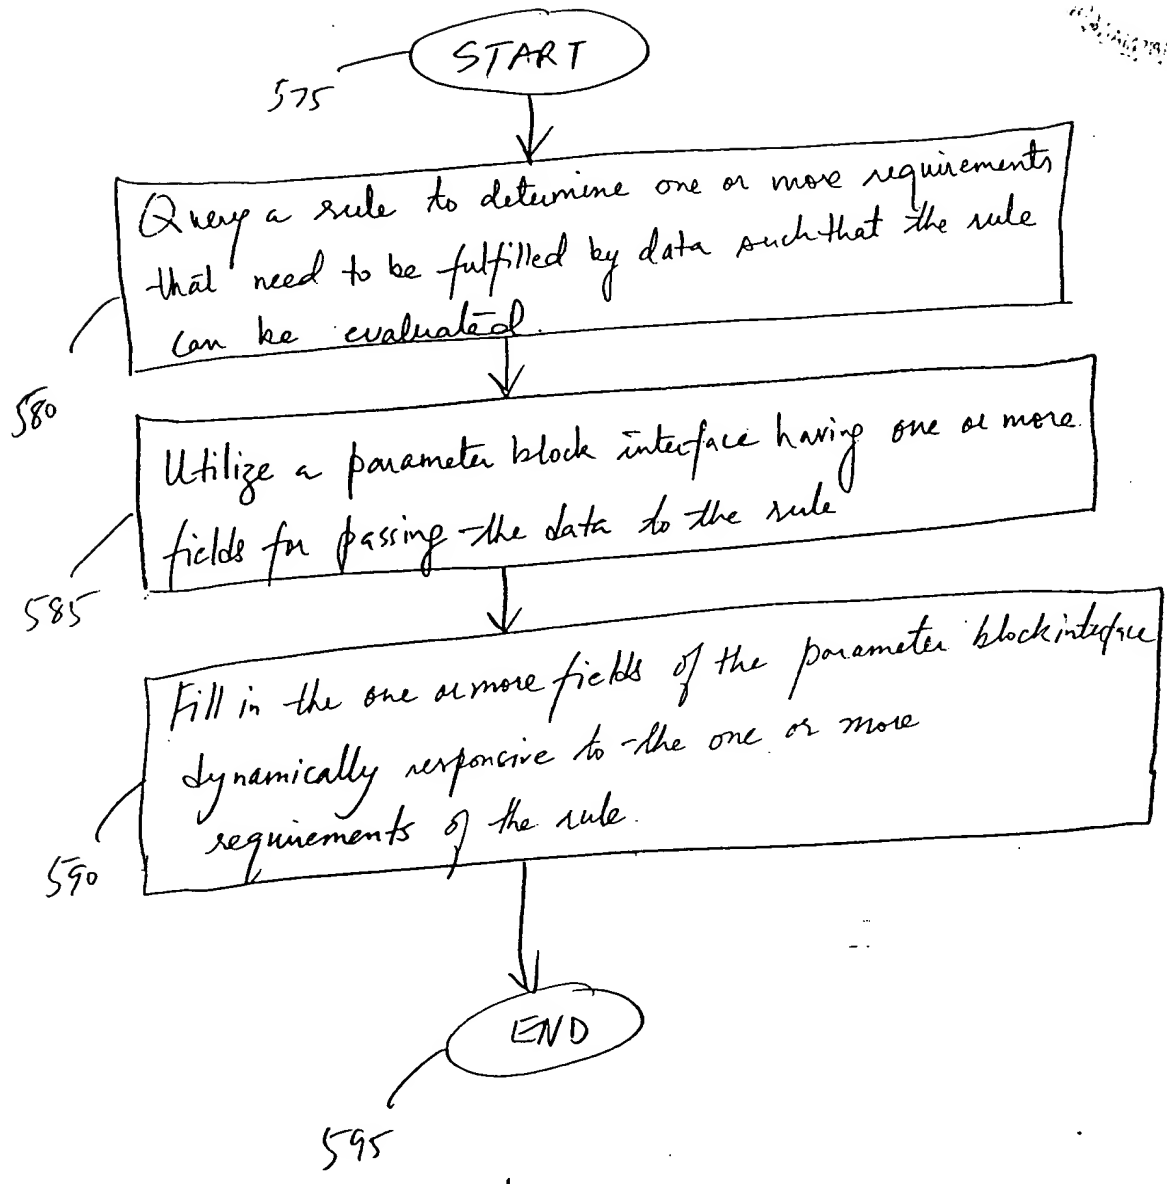 START
575
Query a rule to determine one or more requirements
that need to be fulfilled by data such that the rule
can be evaluated.
580
Utilize a parameter block interface having one or more
fields for passing the data to the rule
585
Fill in the one or more fields of the parameter block interface
dynamically responsive to the one or more
requirements of the rule.
590
END
595